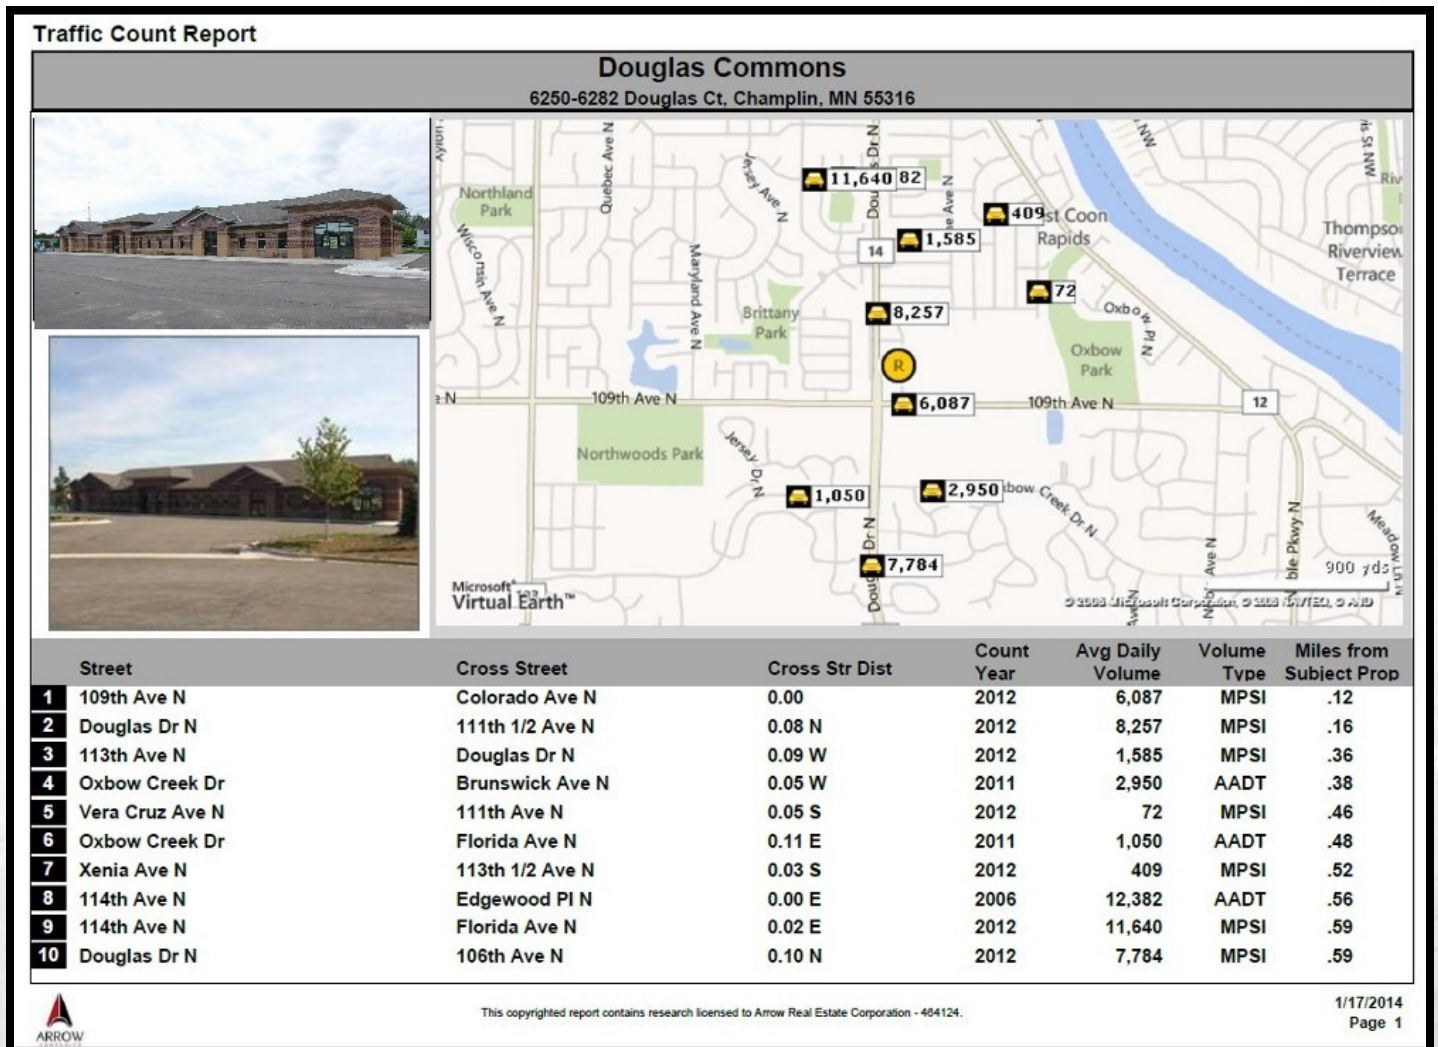 Traffic Count Report
Douglas Commons
6250-6282 Douglas Ct, Champlin, MN 55316
Northland
Park
Quebec Ave N
Jersey Ave N
11,640
82
409
st Coon
Rapids
1,585
14
Thompson
Riverview
Terrace
Wisconsin Ave N
Maryland Ave N
72
Brittany
Park
8,257
Oxbow Pl N
Oxbow
Park
R
109th Ave N
6,087
109th Ave N
12
Northwoods Park
Jersey Dr N
1,050
2,950
bow Creek Dr N
Dr N
7,784
ble Pkwy N
Ave N
900 yds
Microsoft®
Virtual Earth™
Street Cross Street Cross Str Dist Count Year Avg Daily Volume Volume Type Miles from Subject Prop
1 109th Ave N Colorado Ave N 0.00 2012 6,087 MPSI .12
2 Douglas Dr N 111th 1/2 Ave N 0.08 N 2012 8,257 MPSI .16
3 113th Ave N Douglas Dr N 0.09 W 2012 1,585 MPSI .36
4 Oxbow Creek Dr Brunswick Ave N 0.05 W 2011 2,950 AADT .38
5 Vera Cruz Ave N 111th Ave N 0.05 S 2012 72 MPSI .46
6 Oxbow Creek Dr Florida Ave N 0.11 E 2011 1,050 AADT .48
7 Xenia Ave N 113th 1/2 Ave N 0.03 S 2012 409 MPSI .52
8 114th Ave N Edgewood Pl N 0.00 E 2006 12,382 AADT .56
9 114th Ave N Florida Ave N 0.02 E 2012 11,640 MPSI .59
10 Douglas Dr N 106th Ave N 0.10 N 2012 7,784 MPSI .59
ARROW
This copyrighted report contains research licensed to Arrow Real Estate Corporation - 464124.
1/17/2014
Page 1